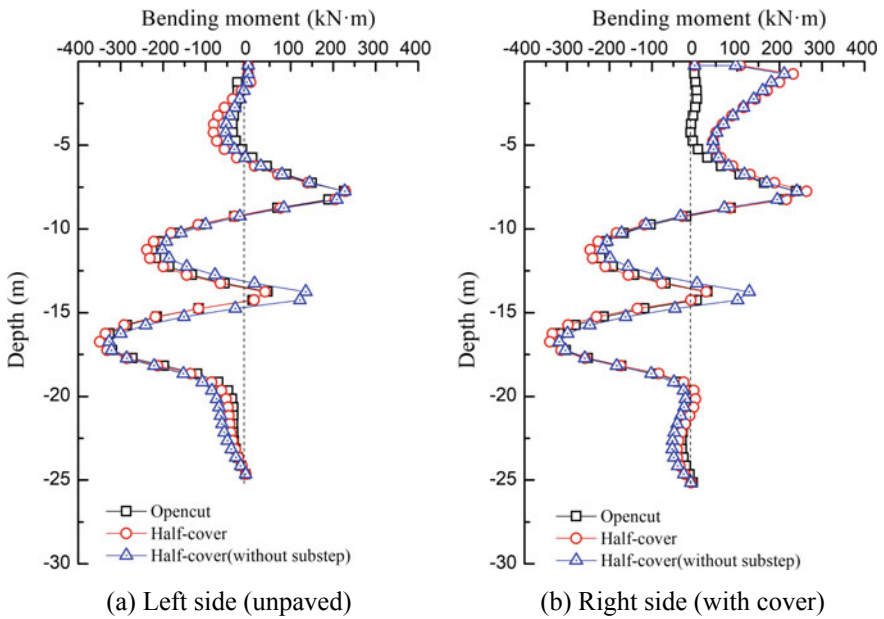 Bending moment (kN·m)
-400 -300 -200 -100 0 100 200 300 400
0
-5
-10
-15
-20
-25
-30
Depth (m)
Opencut
Half-cover
Half-cover(without substep)
(a) Left side (unpaved)
Bending moment (kN·m)
-400 -300 -200 -100 0 100 200 300 400
0
-5
-10
-15
-20
-25
-30
Depth (m)
Opencut
Half-cover
Half-cover(without substep)
(b) Right side (with cover)